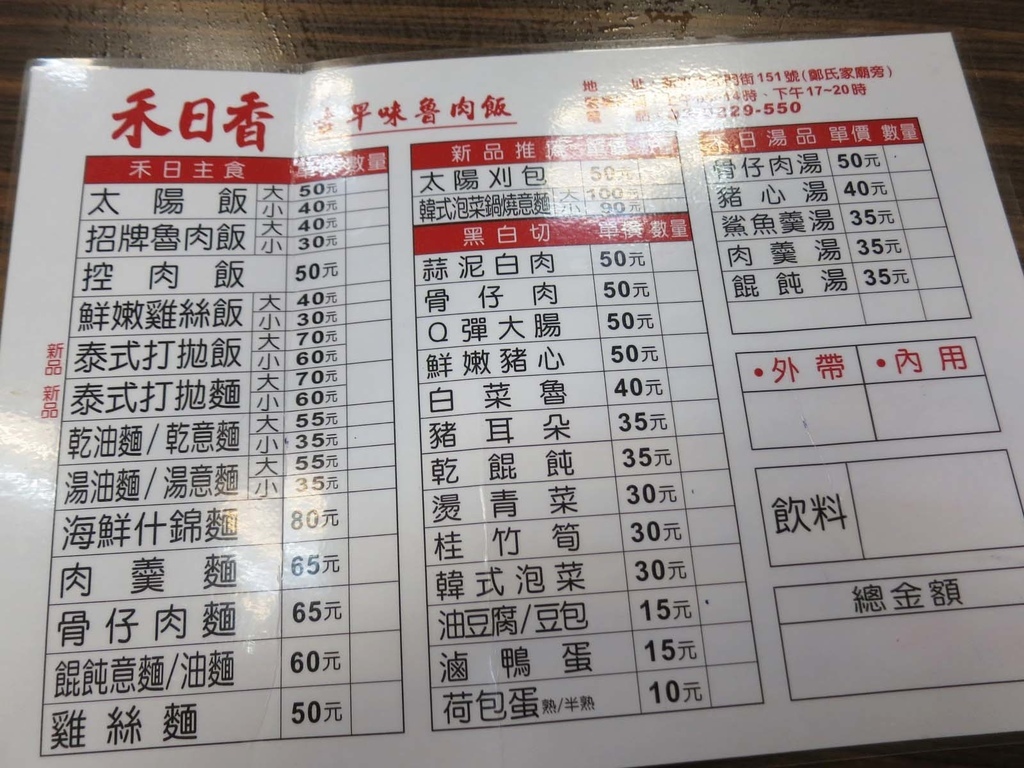 禾日香 古早味魯肉飯
地 址 街151號(鄭氏家廟旁)
14時、下午17~20時
229-550
禾日主食 單價 數量
太陽飯 大 50元
小 40元
招牌魯肉飯 大 40元
小 30元
控肉飯 50元
鮮嫩雞絲飯 大 40元
小 30元
新品 泰式打拋飯 大 70元
小 60元
新品 泰式打拋麵 大 70元
小 60元
乾油麵/乾意麵 大 55元
小 35元
湯油麵/湯意麵 大 55元
小 35元
海鮮什錦麵 80元
肉羹麵 65元
骨仔肉麵 65元
餛飩意麵/油麵 60元
雞絲麵 50元
新品推 單價
太陽刈包 50元
韓式泡菜鍋燒意麵 大 100元
小 90元
黑白切 單價 數量
蒜泥白肉 50元
骨仔肉 50元
Q彈大腸 50元
鮮嫩豬心 50元
白菜魯 40元
豬耳朵 35元
乾餛飩 35元
燙青菜 30元
桂竹筍 30元
韓式泡菜 30元
油豆腐/豆包 15元
滷鴨蛋 15元
荷包蛋熟/半熟 10元
禾日湯品 單價 數量
骨仔肉湯 50元
豬心湯 40元
鯊魚羹湯 35元
肉羹湯 35元
餛飩湯 35元
•外帶 •內用
飲料
總金額